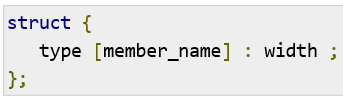 struct {
type [member_name] : width ;
};